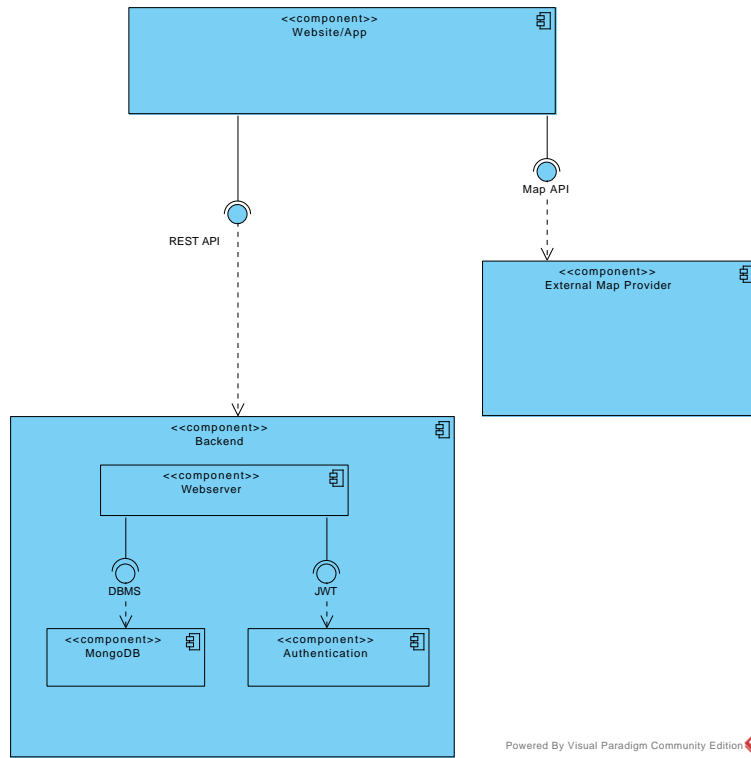 <<component>>
Website/App
Map API
REST API
<<component>>
External Map Provider
<<component>>
Backend
<<component>>
Webserver
DBMS
JWT
<<component>>
MongoDB
<<component>>
Authentication
Powered By Visual Paradigm Community Edition